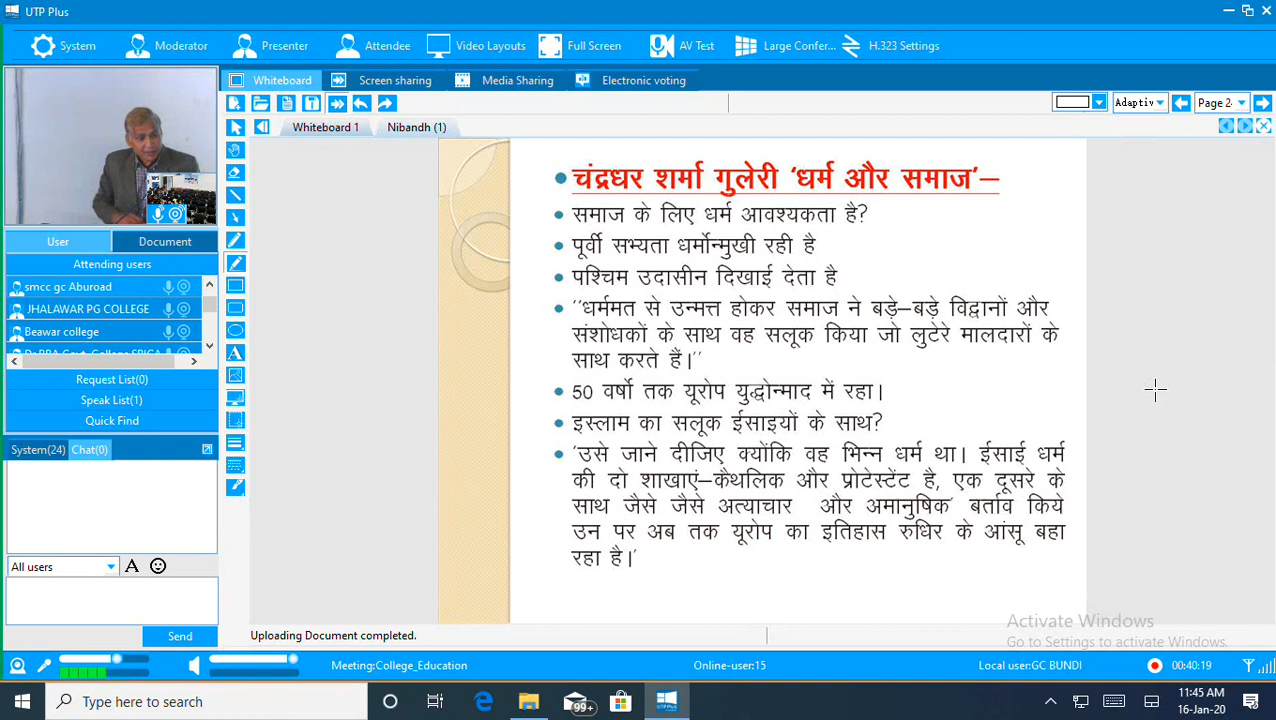 UTP Plus
System
Moderator
Presenter
Attendee
Video Layouts
Full Screen
AV Test
Large Confer...
H.323 Settings
Whiteboard
Screen sharing
Media Sharing
Electronic voting
Adaptiv
Page 2
Whiteboard 1
Nibandh (1)
चंद्रधर शर्मा गुलेरी ‘धर्म और समाज’—
समाज के लिए धर्म आवश्यकता है?
पूर्वी सभ्यता धर्मोन्मुखी रही है
पश्चिम उदासीन दिखाई देता है
‘‘धर्ममत से उन्मत्त होकर समाज ने बड़े—बड़े विद्वानों और
संशोधकों के साथ वह सलूक किया जो लुटेरे मालदारों के
साथ करते हैं।’’
50 वर्षो तक यूरोप युद्धोन्माद में रहा।
इस्लाम का सलूक ईसाइयों के साथ?
‘उसे जाने दीजिए क्योंकि वह भिन्न धर्म था। ईसाई धर्म
की दो शाखाएं—कैथलिक और प्रोटेस्टेंट है, एक दूसरे के
साथ जैसे जैसे अत्याचार और अमानुषिक’ बर्ताव किये
उन पर अब तक यूरोप का इतिहास रुधिर के आंसू बहा
रहा है।’
User
Document
Attending users
smcc gc Aburoad
JHALAWAR PG COLLEGE
Beawar college
Request List(0)
Speak List(1)
Quick Find
System(24)
Chat(0)
All users
A
Send
Uploading Document completed.
Activate Windows
Go to Settings to activate Windows.
Meeting:College_Education
Online-user:15
Local user:GC BUNDI
00:40:19
Type here to search
99+
11:45 AM
16-Jan-20